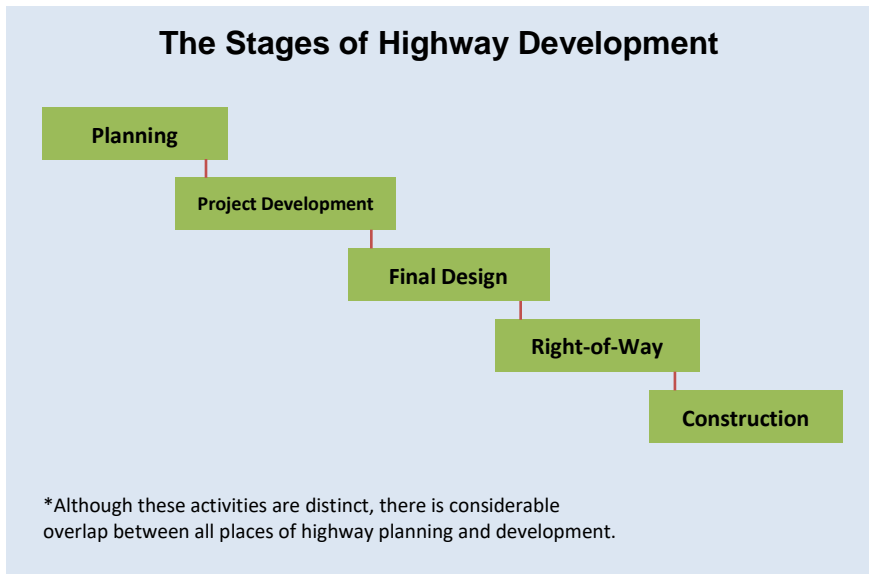 The Stages of Highway Development
Planning
Project Development
Final Design
Right-of-Way
Construction
*Although these activities are distinct, there is considerable
overlap between all places of highway planning and development.